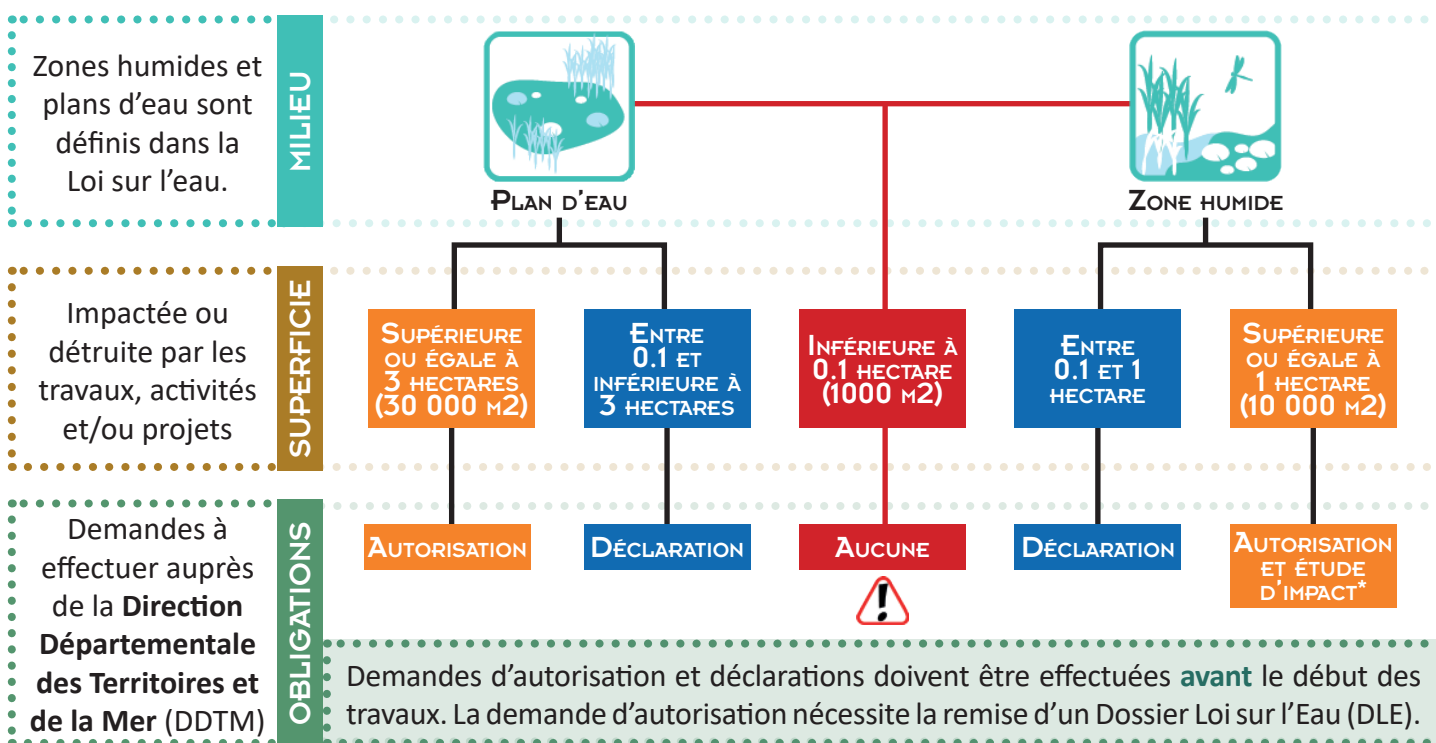 Zones humides et
plans d'eau sont
définis dans la
Loi sur l'eau.
MILIEU
PLAN D'EAU
ZONE HUMIDE
Impactée ou
détruite par les
travaux, activités
et/ou projets
SUPERFICIE
SUPÉRIEURE
OU ÉGALE À
3 HECTARES
(30 000 M2)
ENTRE
0.1 ET
INFÉRIEURE À
3 HECTARES
INFÉRIEURE À
0.1 HECTARE
(1000 M2)
ENTRE
0.1 ET 1
HECTARE
SUPÉRIEURE
OU ÉGALE À
1 HECTARE
(10 000 M2)
Demandes à
effectuer auprès
de la Direction
Départementale
des Territoires et
de la Mer (DDTM)
OBLIGATIONS
AUTORISATION
DÉCLARATION
AUCUNE
DÉCLARATION
AUTORISATION
ET ÉTUDE
D'IMPACT*
!
Demandes d'autorisation et déclarations doivent être effectuées avant le début des
travaux. La demande d'autorisation nécessite la remise d'un Dossier Loi sur l'Eau (DLE).